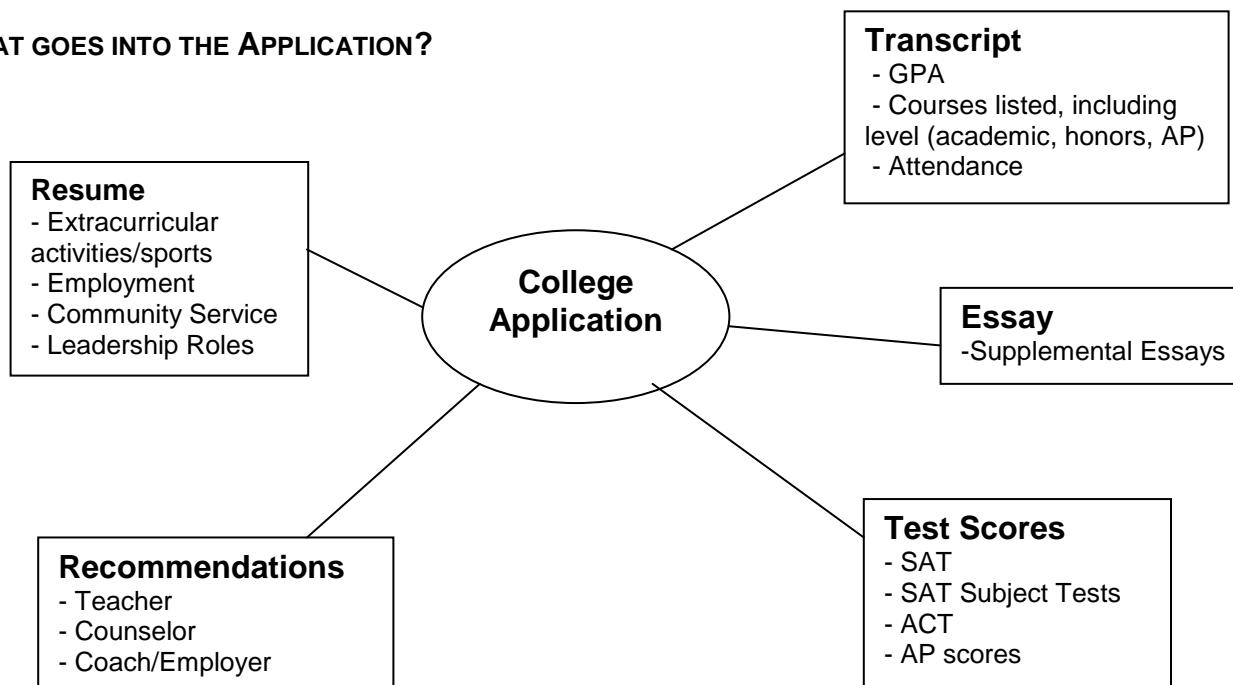 AT GOES INTO THE APPLICATION?
Transcript
- GPA
- Courses listed, including
level (academic, honors, AP)
- Attendance
Resume
- Extracurricular
activities/sports
- Employment
- Community Service
- Leadership Roles
College
Application
Essay
-Supplemental Essays
Recommendations
- Teacher
- Counselor
- Coach/Employer
Test Scores
- SAT
- SAT Subject Tests
- ACT
- AP scores